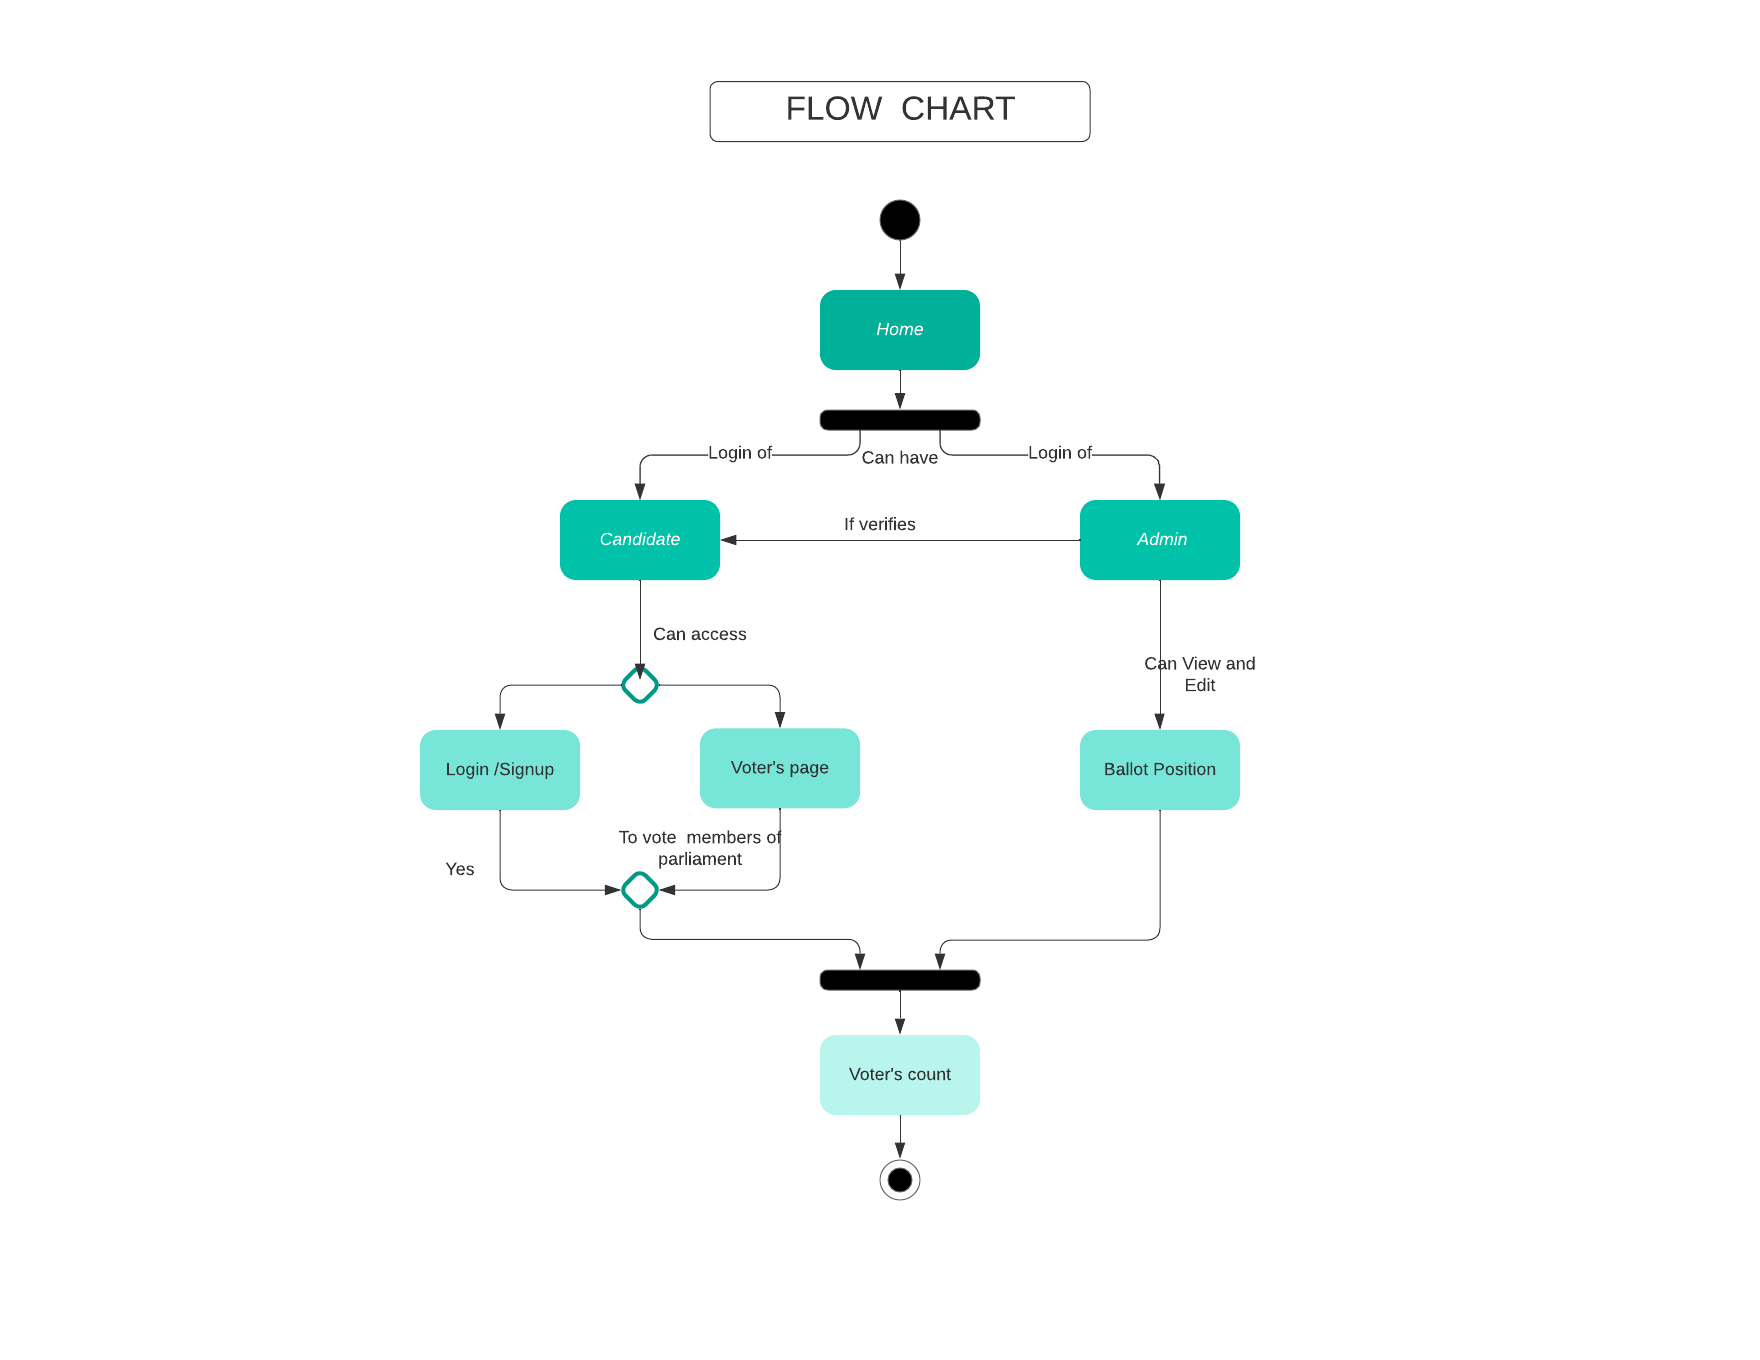 FLOW  CHART
Home
Login of
Can have
Login of
Candidate
If verifies
Admin
Can access
Can View and
Edit
Login /Signup
Voter's page
Ballot Position
To vote  members of
parliament
Yes
Voter's count